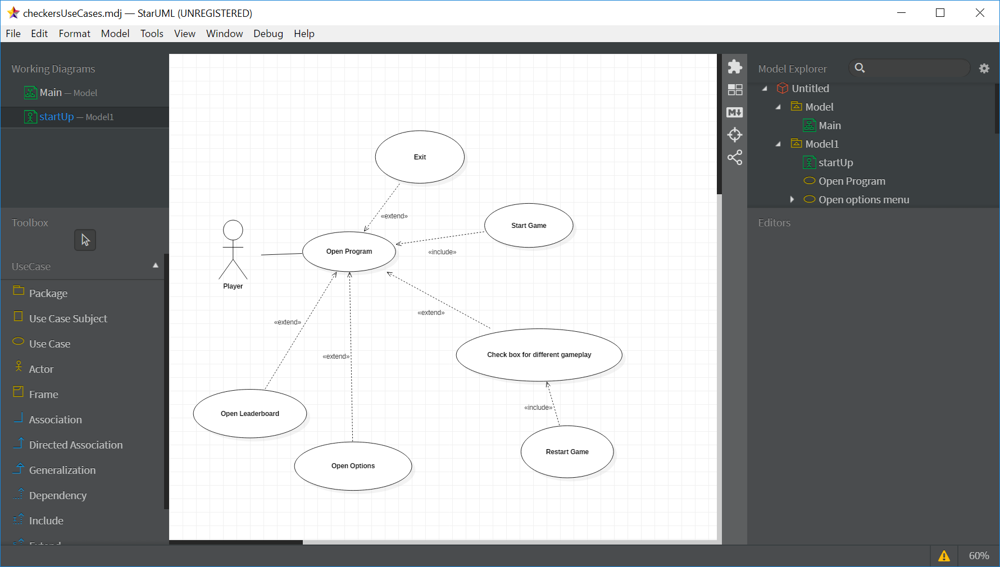 checkersUseCases.mdj — StarUML (UNREGISTERED)
File Edit Format Model Tools View Window Debug Help
Working Diagrams
Main — Model
startUp — Model1
Toolbox
UseCase
Package
Use Case Subject
Use Case
Actor
Frame
Association
Directed Association
Generalization
Dependency
Include
Extend
Exit
«extend»
Start Game
Open Program
«include»
Player
«extend»
«extend»
«extend»
Check box for different gameplay
«include»
Open Leaderboard
Restart Game
Open Options
M
Model Explorer
Untitled
Model
Main
Model1
startUp
Open Program
Open options menu
Editors
60%